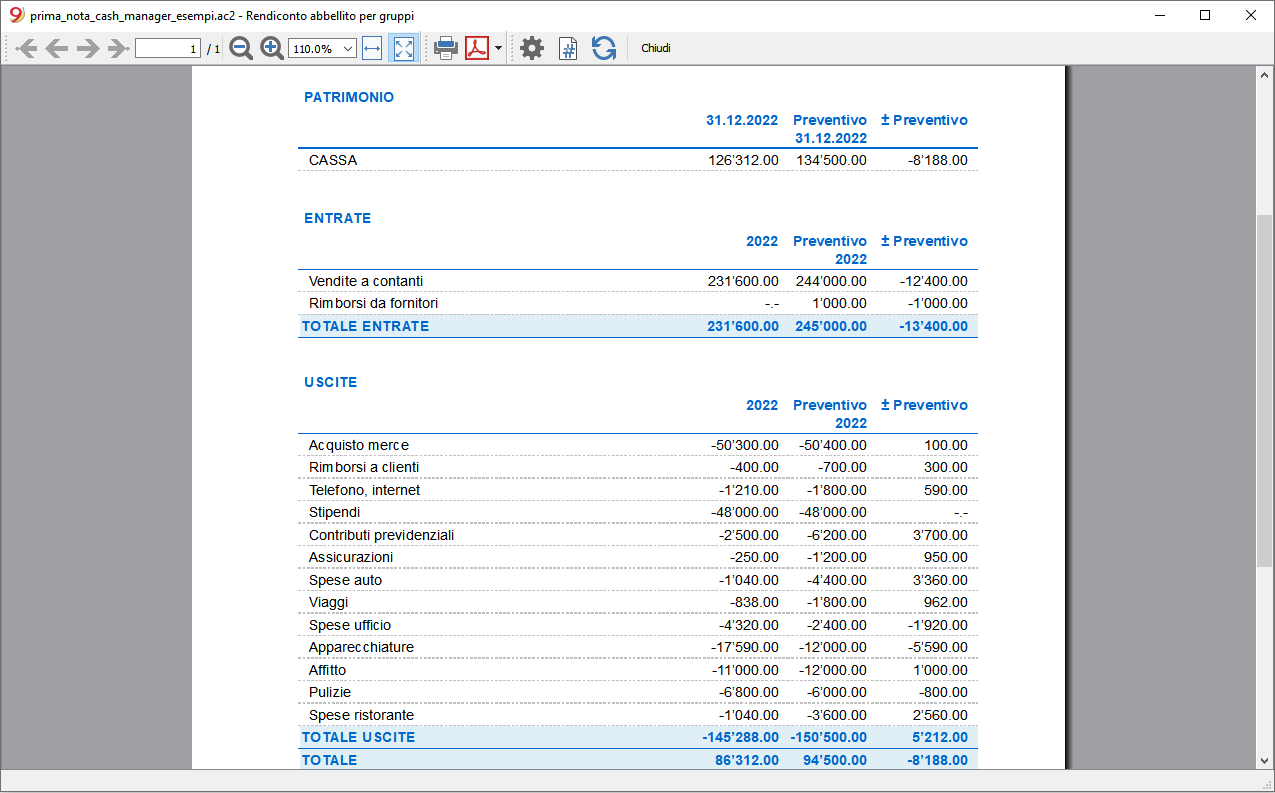 prima_nota_cash_manager_esempi.ac2 - Rendiconto abbellito per gruppi
1 / 1 110.0% Chiudi
PATRIMONIO
31.12.2022 Preventivo ± Preventivo
31.12.2022
CASSA 126'312.00 134'500.00 -8'188.00
ENTRATE
2022 Preventivo ± Preventivo
2022
Vendite a contanti 231'600.00 244'000.00 -12'400.00
Rimborsi da fornitori -.- 1'000.00 -1'000.00
TOTALE ENTRATE 231'600.00 245'000.00 -13'400.00
USCITE
2022 Preventivo ± Preventivo
2022
Acquisto merce -50'300.00 -50'400.00 100.00
Rimborsi a clienti -400.00 -700.00 300.00
Telefono, internet -1'210.00 -1'800.00 590.00
Stipendi -48'000.00 -48'000.00 -.-
Contributi previdenziali -2'500.00 -6'200.00 3'700.00
Assicurazioni -250.00 -1'200.00 950.00
Spese auto -1'040.00 -4'400.00 3'360.00
Viaggi -838.00 -1'800.00 962.00
Spese ufficio -4'320.00 -2'400.00 -1'920.00
Apparecchiature -17'590.00 -12'000.00 -5'590.00
Affitto -11'000.00 -12'000.00 1'000.00
Pulizie -6'800.00 -6'000.00 -800.00
Spese ristorante -1'040.00 -3'600.00 2'560.00
TOTALE USCITE -145'288.00 -150'500.00 5'212.00
TOTALE 86'312.00 94'500.00 -8'188.00